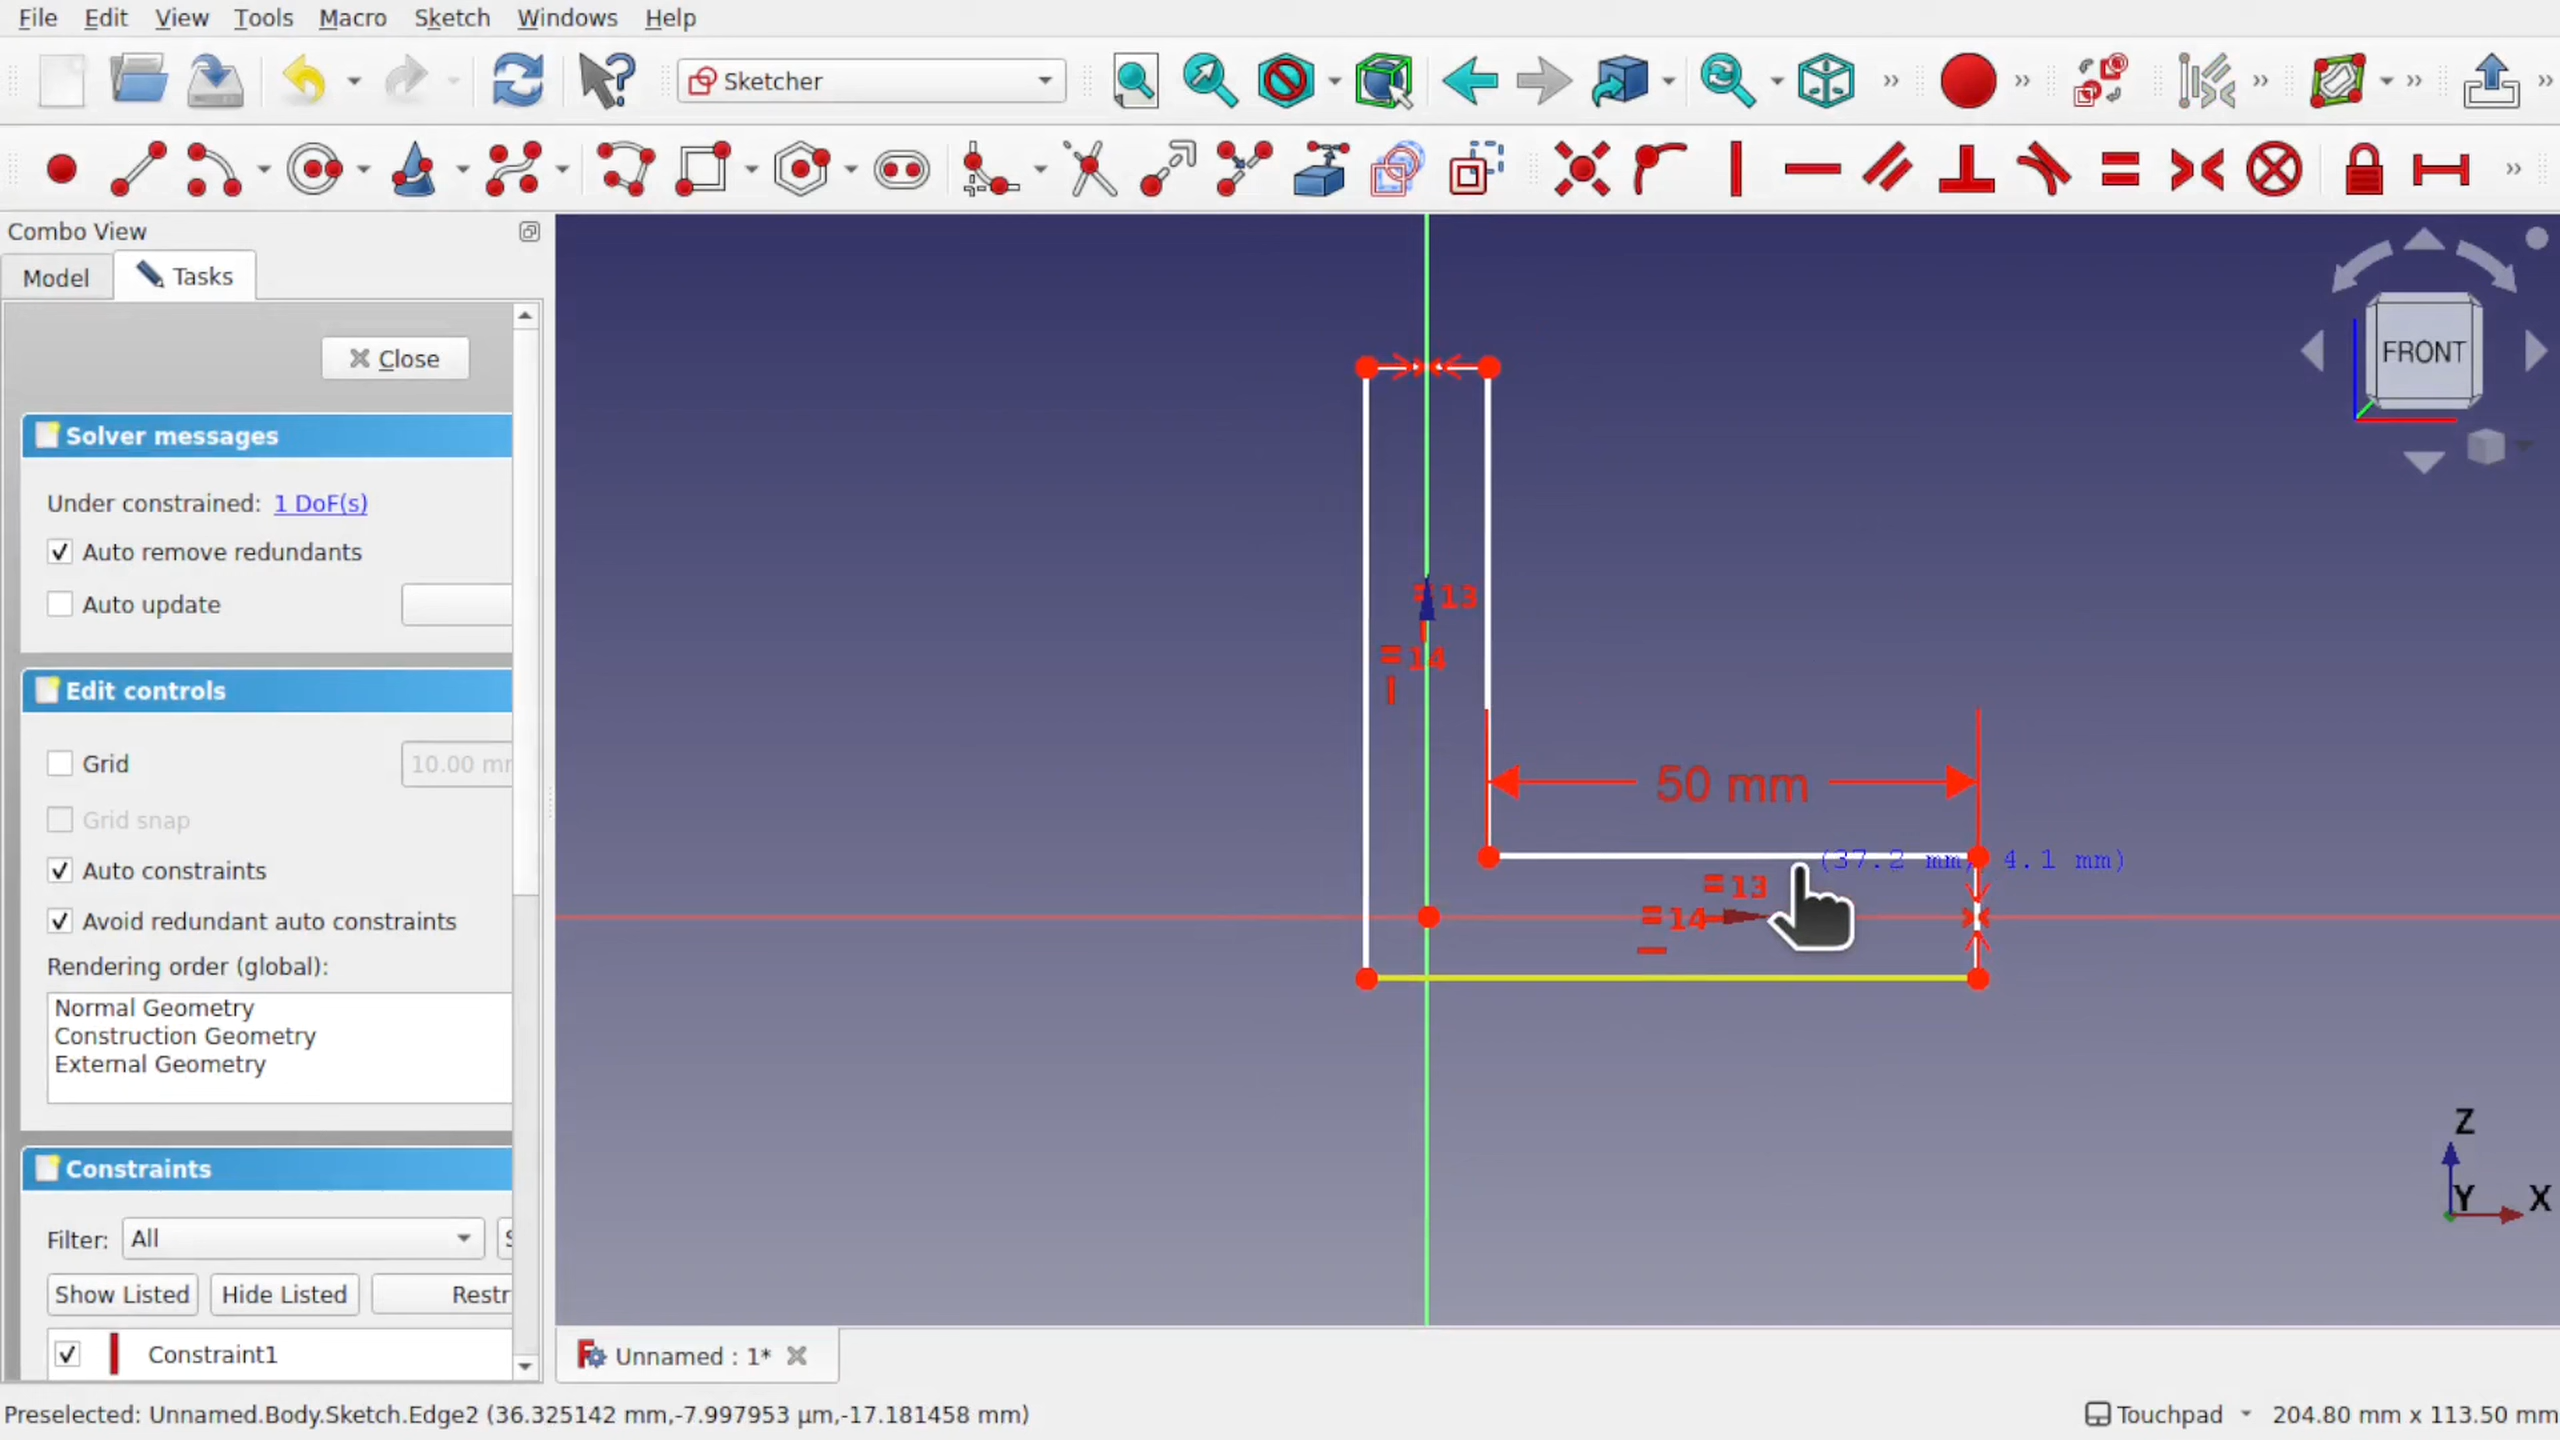 File Edit View Tools Macro Sketch Windows Help
Sketcher
Combo View
Model Tasks
Close
Solver messages
Under constrained: 1 DoF(s)
Auto remove redundants
Auto update
Edit controls
Grid 10.00 mm
Grid snap
Auto constraints
Avoid redundant auto constraints
Rendering order (global):
Normal Geometry
Construction Geometry
External Geometry
Constraints
Filter: All
Show Listed Hide Listed Restr
Constraint1
FRONT
13
14
50 mm
(37.2 mm, 4.1 mm)
13
14
Z
Y X
Unnamed : 1*
Preselected: Unnamed.Body.Sketch.Edge2 (36.325142 mm,-7.997953 µm,-17.181458 mm)
Touchpad 204.80 mm x 113.50 mm